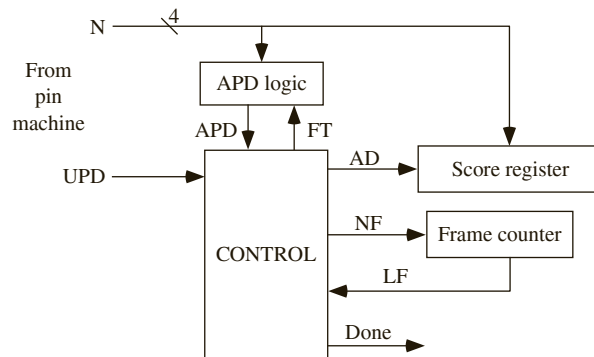 N
4
From
pin
machine
APD logic
APD
FT
UPD
AD
Score register
CONTROL
NF
Frame counter
LF
Done